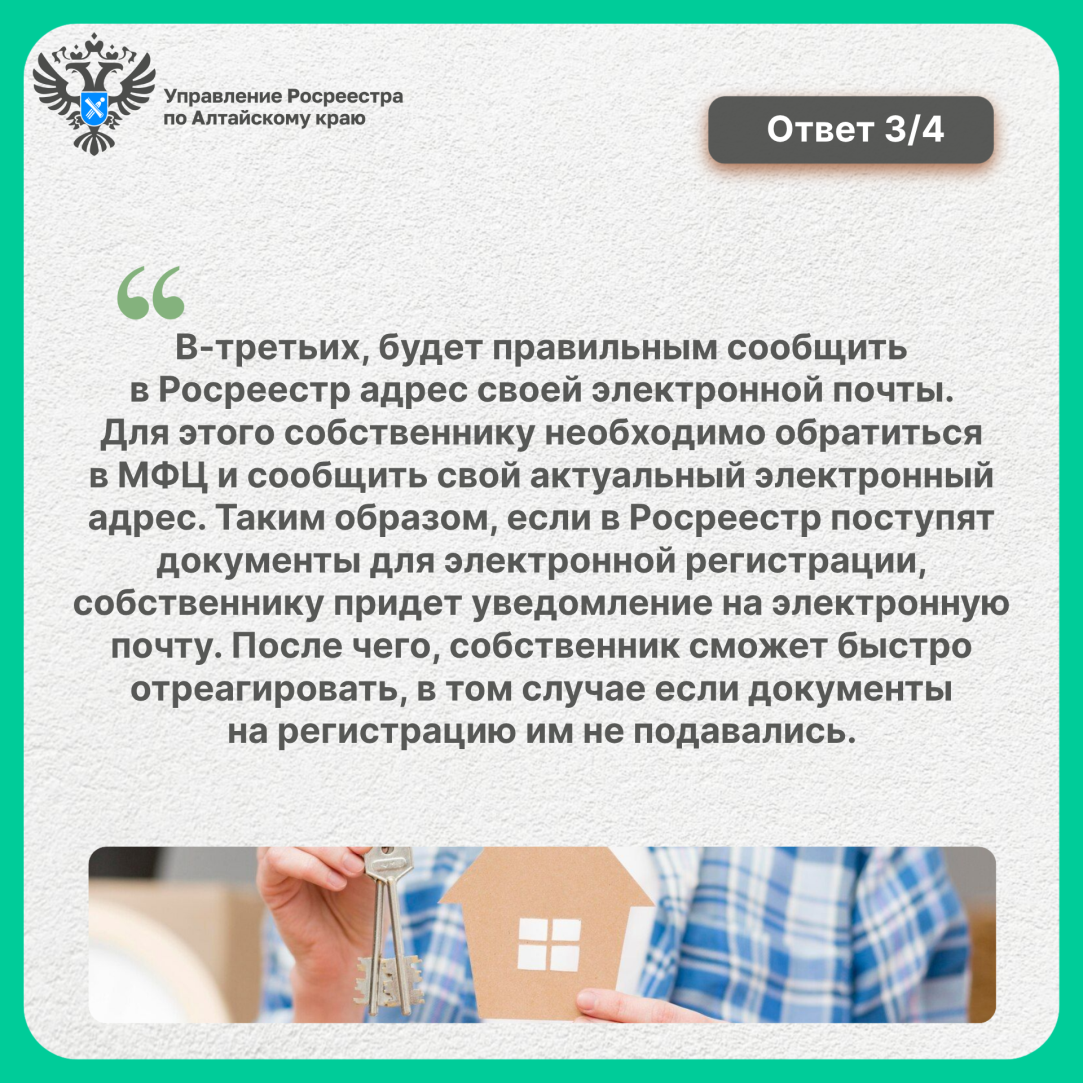 Управление Росреестра
по Алтайскому краю
Ответ 3/4
“
В-третьих, будет правильным сообщить
в Росреестр адрес своей электронной почты.
Для этого собственнику необходимо обратиться
в МФЦ и сообщить свой актуальный электронный
адрес. Таким образом, если в Росреестр поступят
документы для электронной регистрации,
собственнику придет уведомление на электронную
почту. После чего, собственник сможет быстро
отреагировать, в том случае если документы
на регистрацию им не подавались.